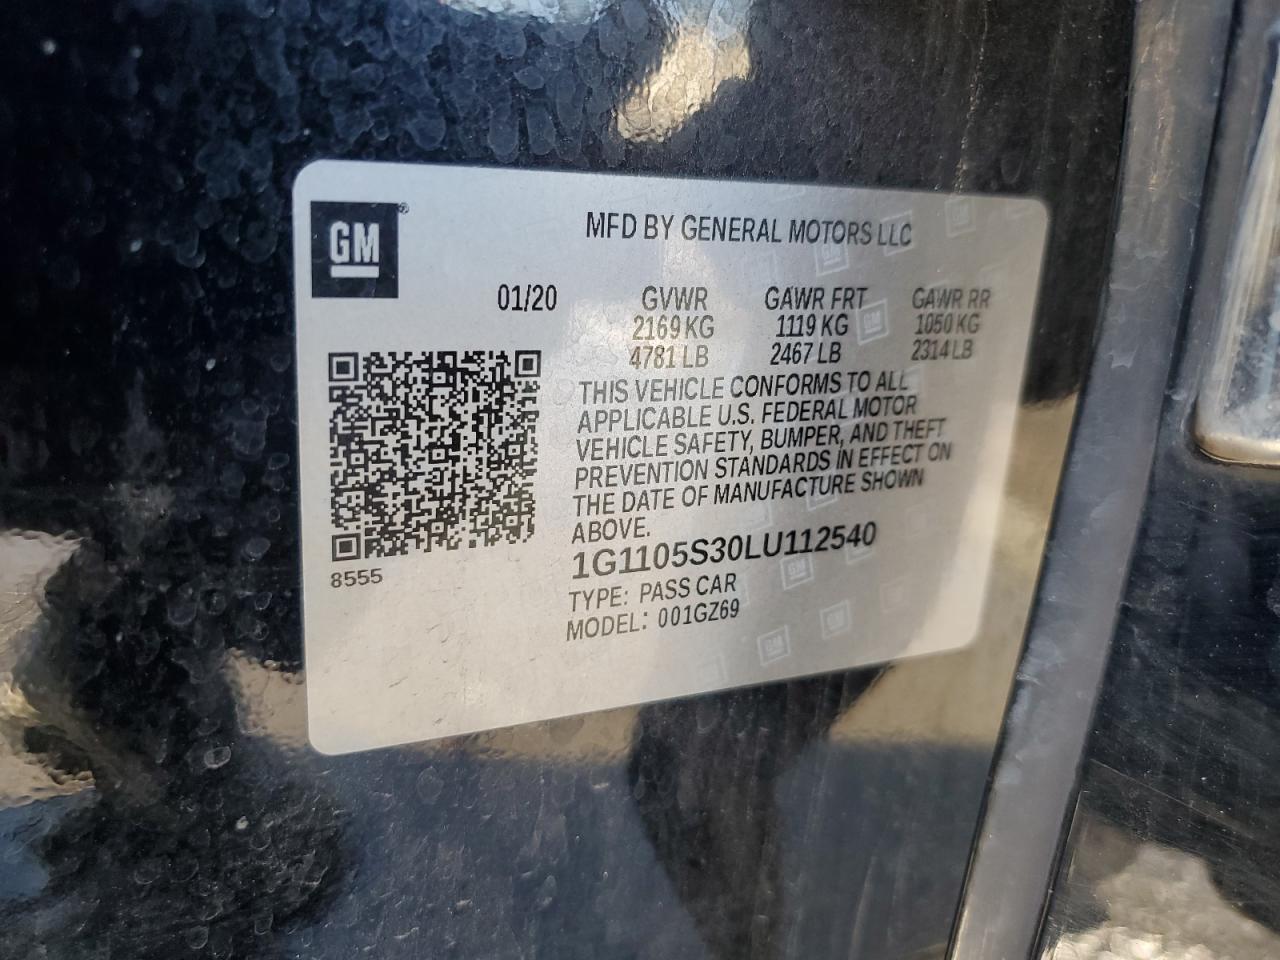 GM®
MFD BY GENERAL MOTORS LLC
01/20 GVWR GAWR FRT GAWR RR
2169 KG 1119 KG 1050 KG
4781 LB 2467 LB 2314 LB
THIS VEHICLE CONFORMS TO ALL
APPLICABLE U.S. FEDERAL MOTOR
VEHICLE SAFETY, BUMPER, AND THEFT
PREVENTION STANDARDS IN EFFECT ON
THE DATE OF MANUFACTURE SHOWN
ABOVE.
8555
1G1105S30LU112540
TYPE: PASS CAR
MODEL: 001GZ69